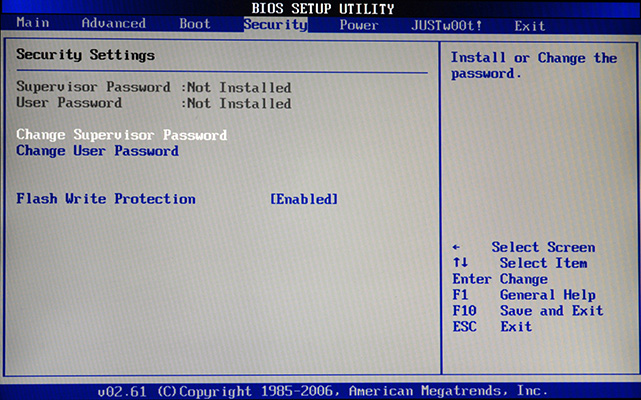 BIOS SETUP UTILITY
Main Advanced Boot Security Power JUSTw00t! Exit
Security Settings
Supervisor Password :Not Installed
User Password :Not Installed
Change Supervisor Password
Change User Password
Flash Write Protection [Enabled]
Install or Change the
password.
← Select Screen
↑↓ Select Item
Enter Change
F1 General Help
F10 Save and Exit
ESC Exit
v02.61 (C)Copyright 1985-2006, American Megatrends, Inc.